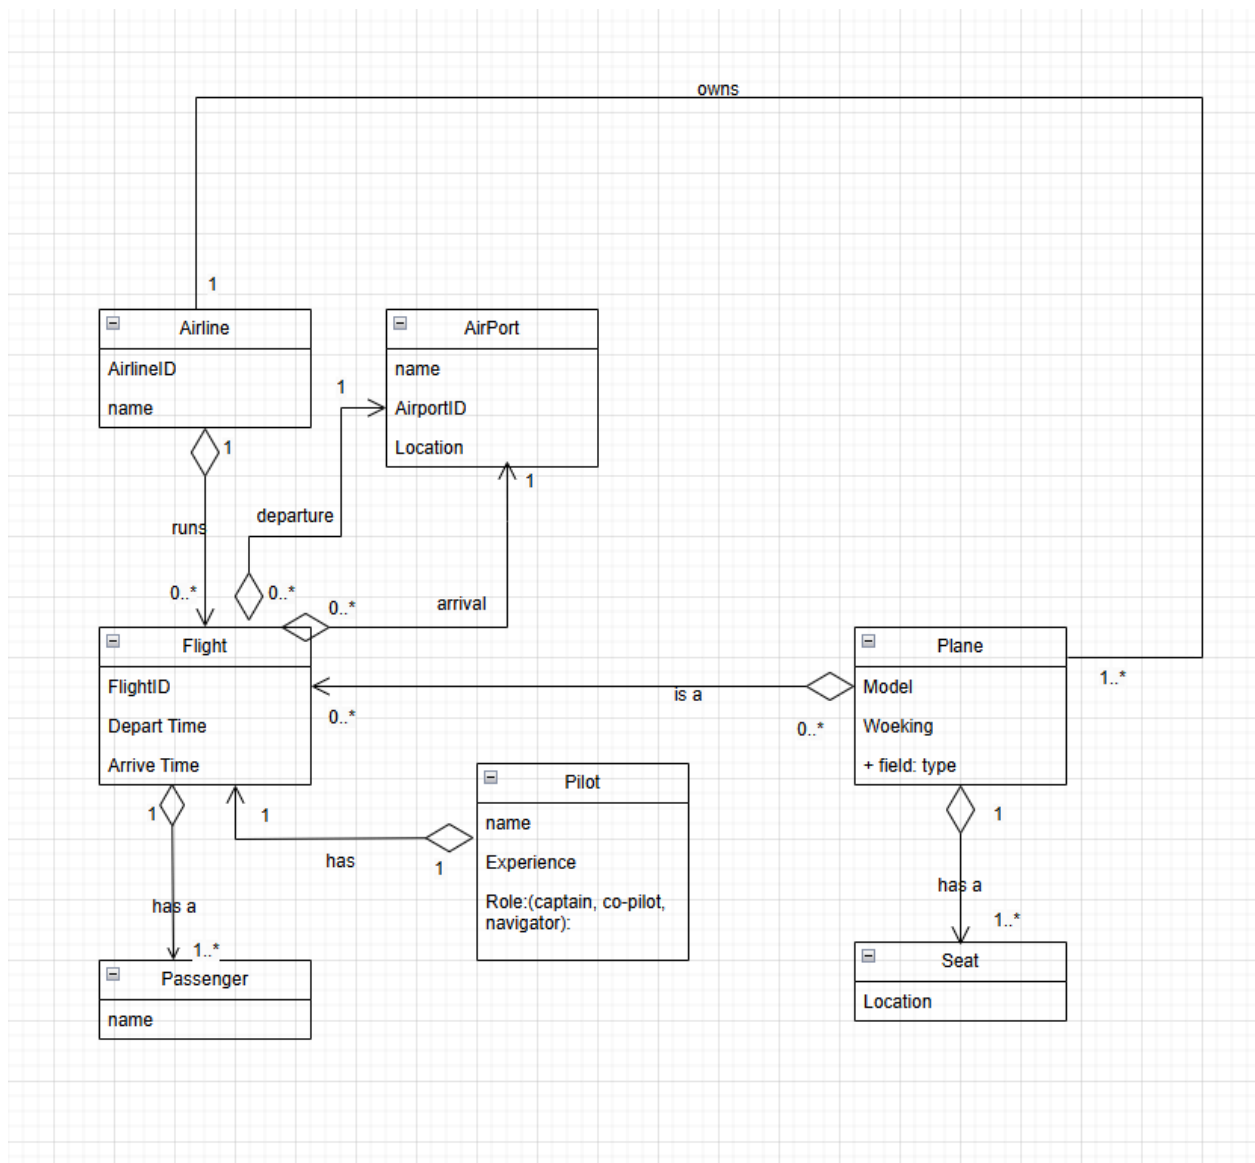 owns
1
Airline
AirlineID
name
AirPort
name
AirportID
Location
1
1
1
departure
runs
0..*
0..*
0..*
arrival
Flight
FlightID
Depart Time
Arrive Time
Plane
Model
Woeking
+ field: type
1..*
is a
0..*
0..*
Pilot
name
Experience
Role:(captain, co-pilot,
navigator):
1
1
has
1
has a
1..*
Passenger
name
1
has a
1..*
Seat
Location